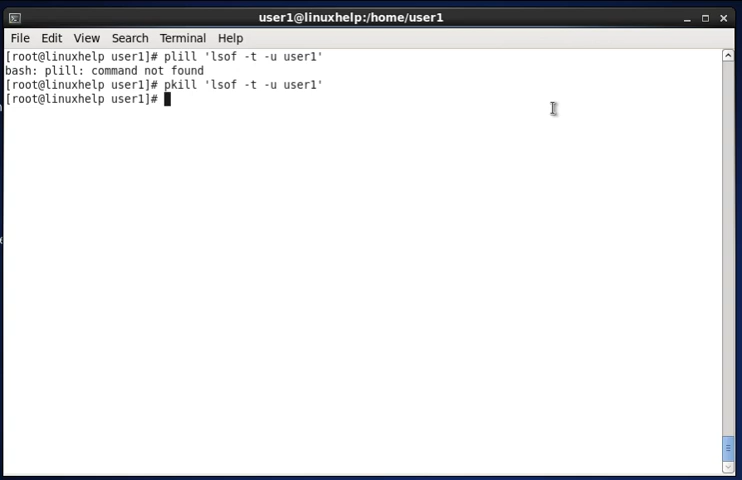 user1@linuxhelp:/home/user1
File Edit View Search Terminal Help
[root@linuxhelp user1]# plill 'lsof -t -u user1'
bash: plill: command not found
[root@linuxhelp user1]# pkill 'lsof -t -u user1'
[root@linuxhelp user1]#